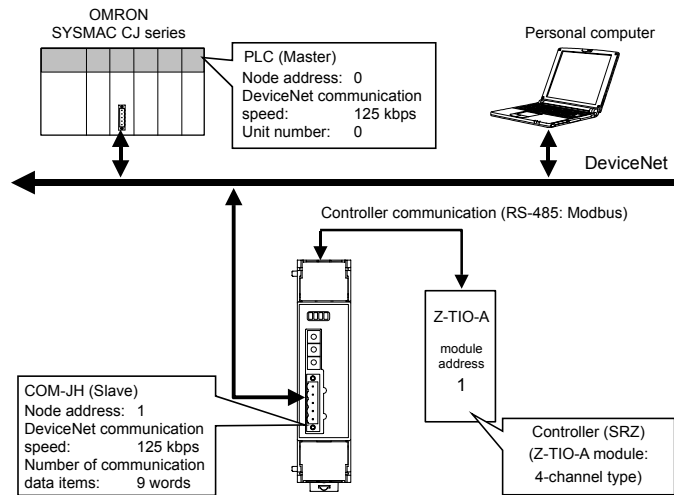 OMRON
SYSMAC CJ series
PLC (Master)
Node address: 0
DeviceNet communication
speed: 125 kbps
Unit number: 0
Personal computer
DeviceNet
Controller communication (RS-485: Modbus)
Z-TIO-A
module
address
1
COM-JH (Slave)
Node address: 1
DeviceNet communication
speed: 125 kbps
Number of communication
data items: 9 words
Controller (SRZ)
(Z-TIO-A module:
4-channel type)